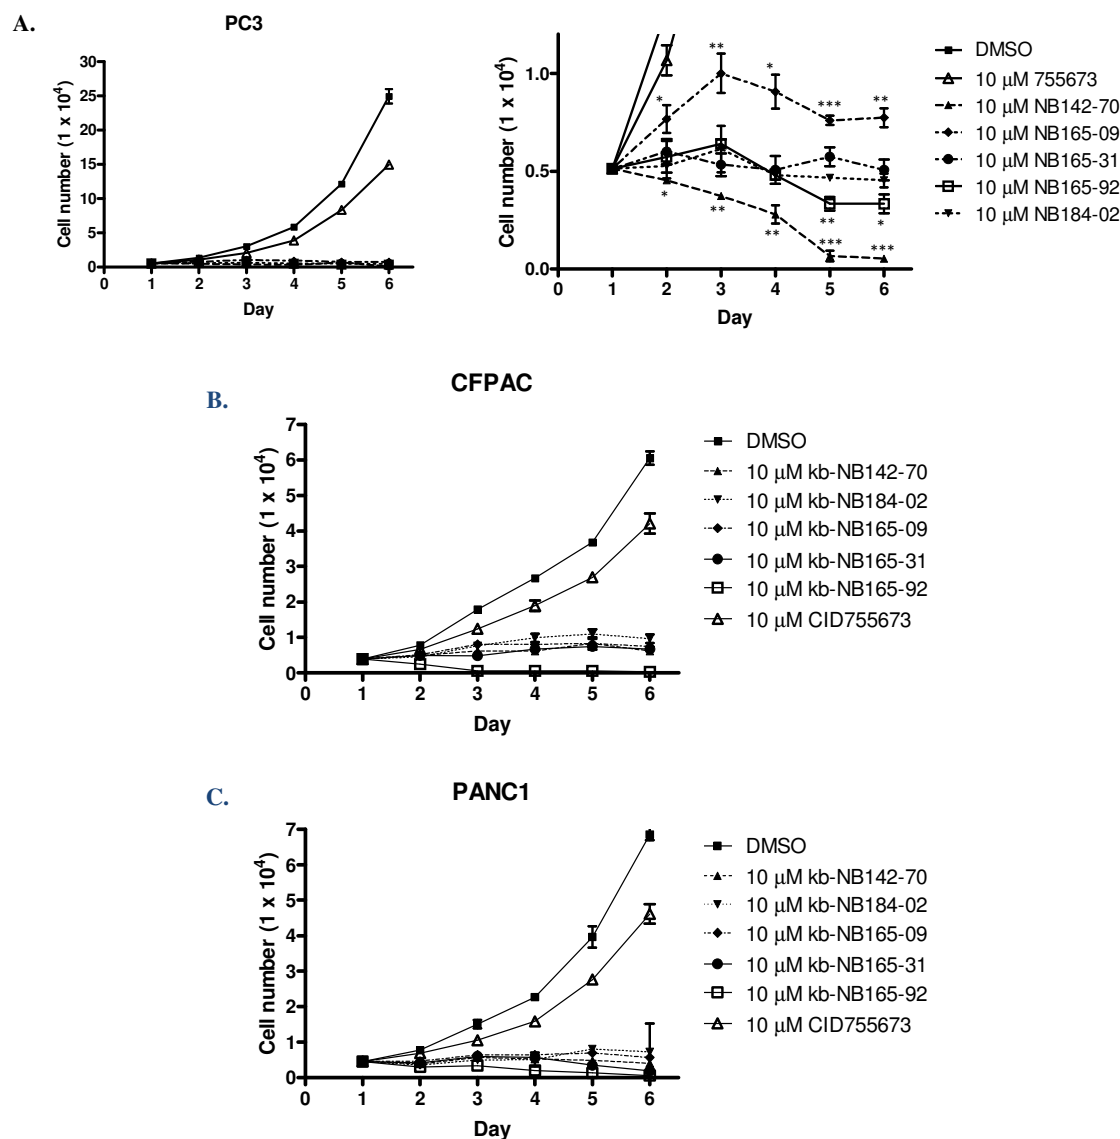 A.
PC3
Cell number (1 x 10⁴)
30
25
20
15
10
5
0
0 1 2 3 4 5 6
Day
Cell number (1 x 10⁴)
1.0
0.5
0.0
** * *** ** *
* ** ** ** *** * ***
0 1 2 3 4 5 6
Day
DMSO
10 µM 755673
10 µM NB142-70
10 µM NB165-09
10 µM NB165-31
10 µM NB165-92
10 µM NB184-02
B.
CFPAC
Cell number (1 x 10⁴)
7
6
5
4
3
2
1
0
0 1 2 3 4 5 6
Day
DMSO
10 µM kb-NB142-70
10 µM kb-NB184-02
10 µM kb-NB165-09
10 µM kb-NB165-31
10 µM kb-NB165-92
10 µM CID755673
C.
PANC1
Cell number (1 x 10⁴)
7
6
5
4
3
2
1
0
0 1 2 3 4 5 6
Day
DMSO
10 µM kb-NB142-70
10 µM kb-NB184-02
10 µM kb-NB165-09
10 µM kb-NB165-31
10 µM kb-NB165-92
10 µM CID755673